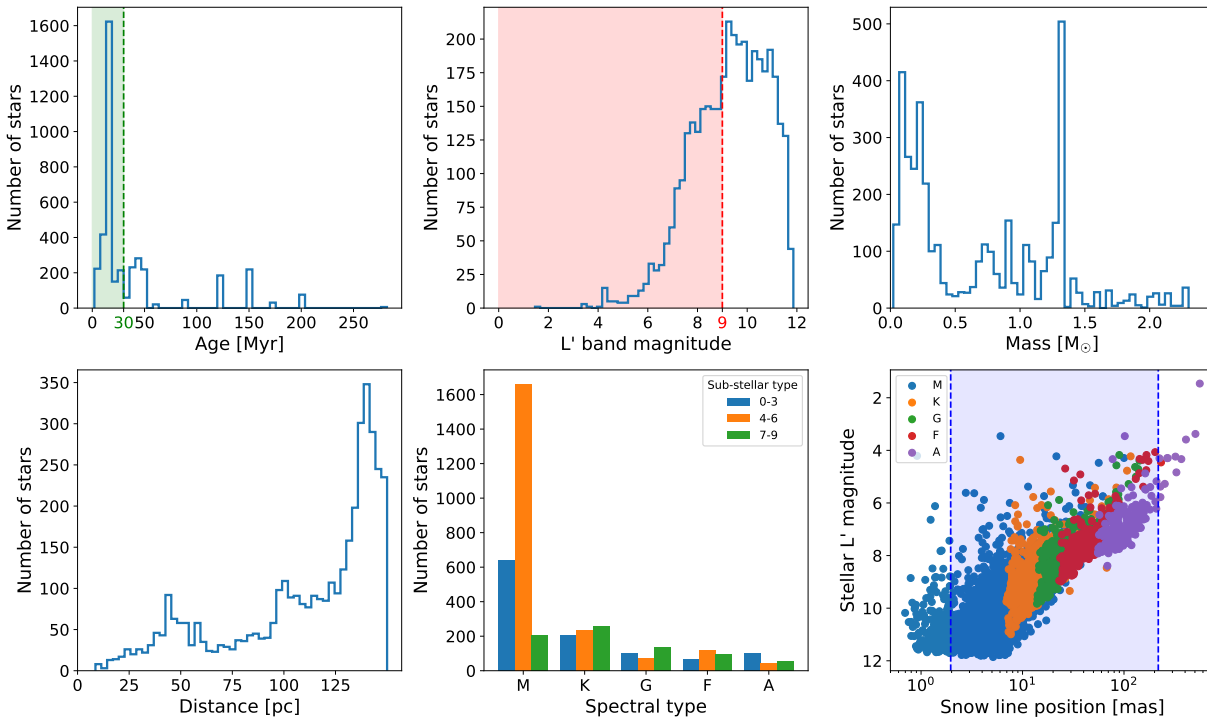 Number of stars
1600
1400
1200
1000
800
600
400
200
0
0 30 50 100 150 200 250
Age [Myr]
Number of stars
200
175
150
125
100
75
50
25
0
0 2 4 6 8 9 10 12
L' band magnitude
Number of stars
500
400
300
200
100
0
0.0 0.5 1.0 1.5 2.0
Mass [M☉]
Number of stars
350
300
250
200
150
100
50
0
0 25 50 75 100 125
Distance [pc]
Number of stars
1600
1400
1200
1000
800
600
400
200
0
Sub-stellar type
0-3
4-6
7-9
M K G F A
Spectral type
Stellar L' magnitude
2
4
6
8
10
12
M
K
G
F
A
10⁰ 10¹ 10²
Snow line position [mas]